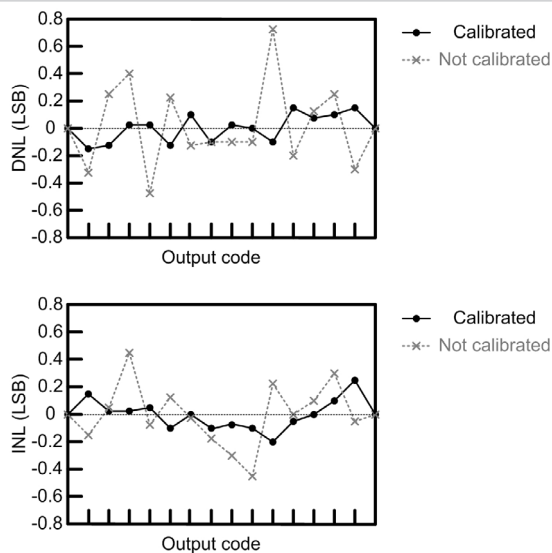 0.8
0.6
0.4
0.2
0
-0.2
-0.4
-0.6
-0.8
DNL (LSB)
Output code
Calibrated
Not calibrated
0.8
0.6
0.4
0.2
0
-0.2
-0.4
-0.6
-0.8
INL (LSB)
Output code
Calibrated
Not calibrated